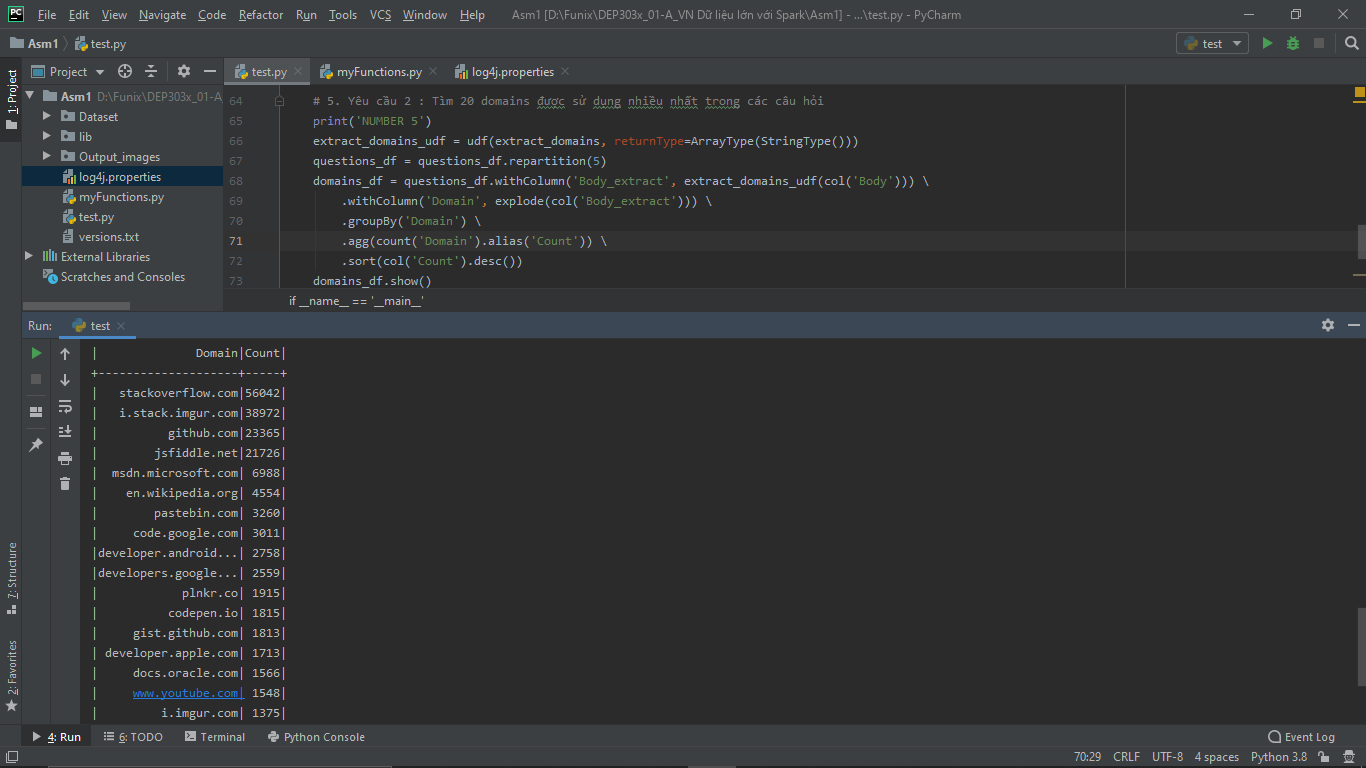 PC File Edit View Navigate Code Refactor Run Tools VCS Window Help Asm1 [D:\Funix\DEP303x_01-A_VN Dữ liệu lớn với Spark\Asm1] - ...\test.py - PyCharm
Asm1 test.py test
1: Project
Project
test.py myFunctions.py log4j.properties
Asm1 D:\Funix\DEP303x_01-A_
Dataset
lib
Output_images
log4j.properties
myFunctions.py
test.py
versions.txt
External Libraries
Scratches and Consoles
64 # 5. Yêu cầu 2 : Tìm 20 domains được sử dụng nhiều nhất trong các câu hỏi
65 print('NUMBER 5')
66 extract_domains_udf = udf(extract_domains, returnType=ArrayType(StringType()))
67 questions_df = questions_df.repartition(5)
68 domains_df = questions_df.withColumn('Body_extract', extract_domains_udf(col('Body'))) \
69 .withColumn('Domain', explode(col('Body_extract'))) \
70 .groupBy('Domain') \
71 .agg(count('Domain').alias('Count')) \
72 .sort(col('Count').desc())
73 domains_df.show()
if __name__ == '__main__'
Run: test
| Domain|Count|
+--------------------+-----+
| stackoverflow.com|56042|
| i.stack.imgur.com|38972|
| github.com|23365|
| jsfiddle.net|21726|
| msdn.microsoft.com| 6988|
| en.wikipedia.org| 4554|
| pastebin.com| 3260|
| code.google.com| 3011|
|developer.android...| 2758|
|developers.google...| 2559|
| plnkr.co| 1915|
| codepen.io| 1815|
| gist.github.com| 1813|
| developer.apple.com| 1713|
| docs.oracle.com| 1566|
| www.youtube.com| 1548|
| i.imgur.com| 1375|
7: Structure
2: Favorites
4: Run 6: TODO Terminal Python Console Event Log
70:29 CRLF UTF-8 4 spaces Python 3.8